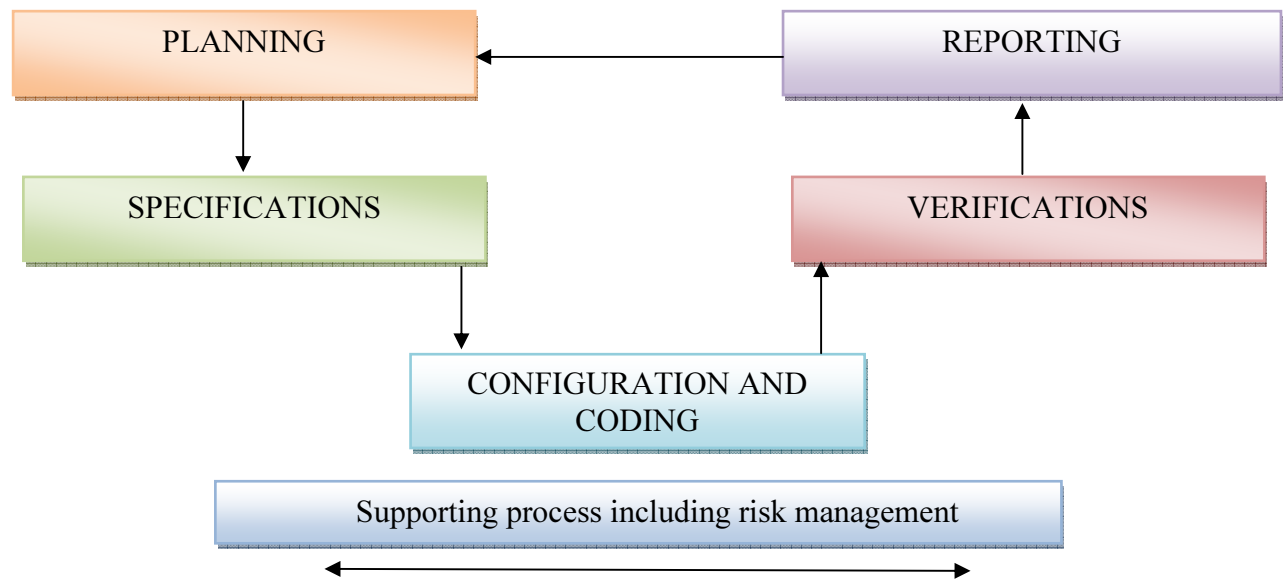 PLANNING
REPORTING
SPECIFICATIONS
VERIFICATIONS
CONFIGURATION AND
CODING
Supporting process including risk management